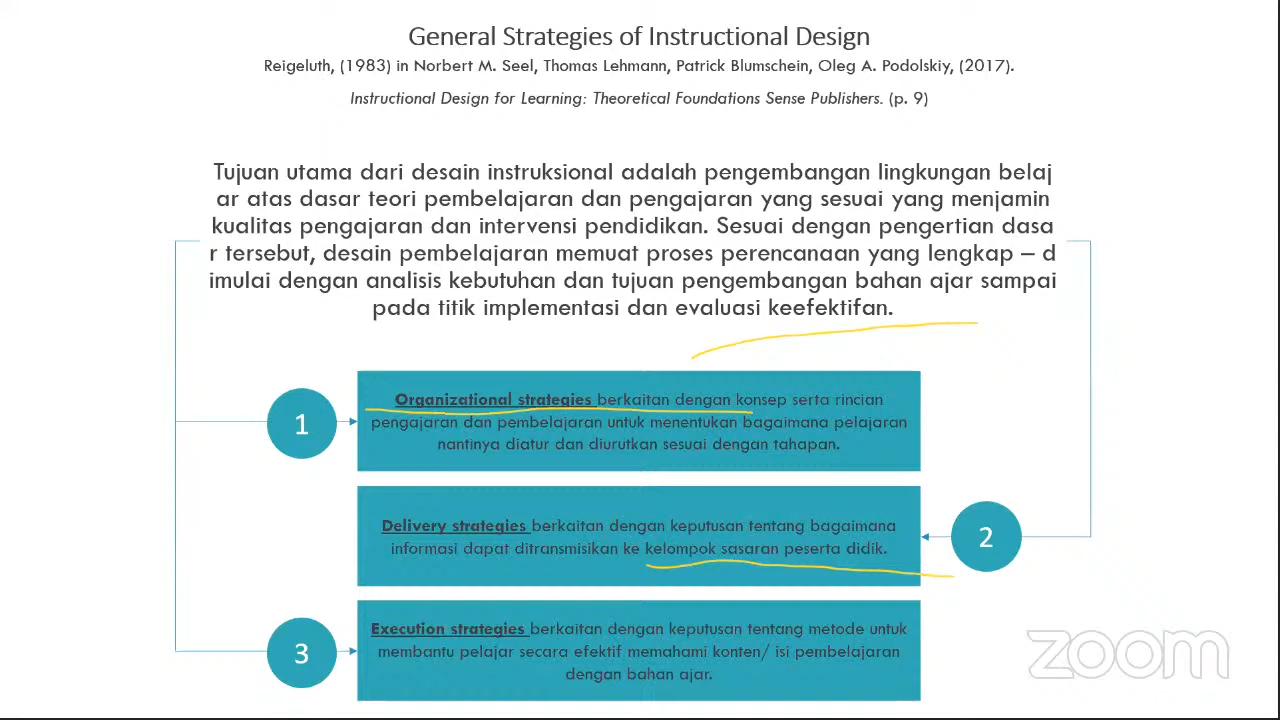 General Strategies of Instructional Design
Reigeluth, (1983) in Norbert M. Seel, Thomas Lehmann, Patrick Blumschein, Oleg A. Podolskiy, (2017).
Instructional Design for Learning: Theoretical Foundations Sense Publishers. (p. 9)
Tujuan utama dari desain instruksional adalah pengembangan lingkungan belaj
ar atas dasar teori pembelajaran dan pengajaran yang sesuai yang menjamin
kualitas pengajaran dan intervensi pendidikan. Sesuai dengan pengertian dasa
r tersebut, desain pembelajaran memuat proses perencanaan yang lengkap – d
imulai dengan analisis kebutuhan dan tujuan pengembangan bahan ajar sampai
pada titik implementasi dan evaluasi keefektifan.
1
Organizational strategies berkaitan dengan konsep serta rincian
pengajaran dan pembelajaran untuk menentukan bagaimana pelajaran
nantinya diatur dan diurutkan sesuai dengan tahapan.
Delivery strategies berkaitan dengan keputusan tentang bagaimana
informasi dapat ditransmisikan ke kelompok sasaran peserta didik.
2
3
Execution strategies berkaitan dengan keputusan tentang metode untuk
membantu pelajar secara efektif memahami konten/ isi pembelajaran
dengan bahan ajar.
zoom